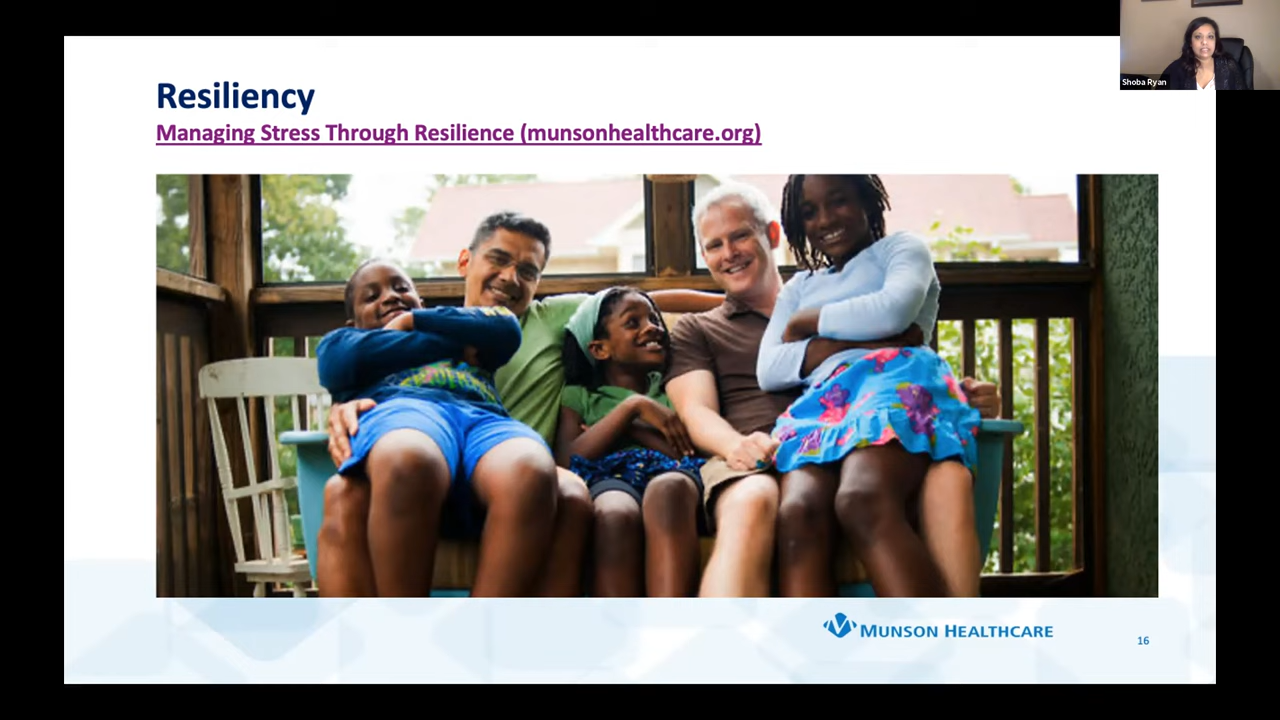 Shoba Ryan
Resiliency
Managing Stress Through Resilience (munsonhealthcare.org)
MUNSON HEALTHCARE
16